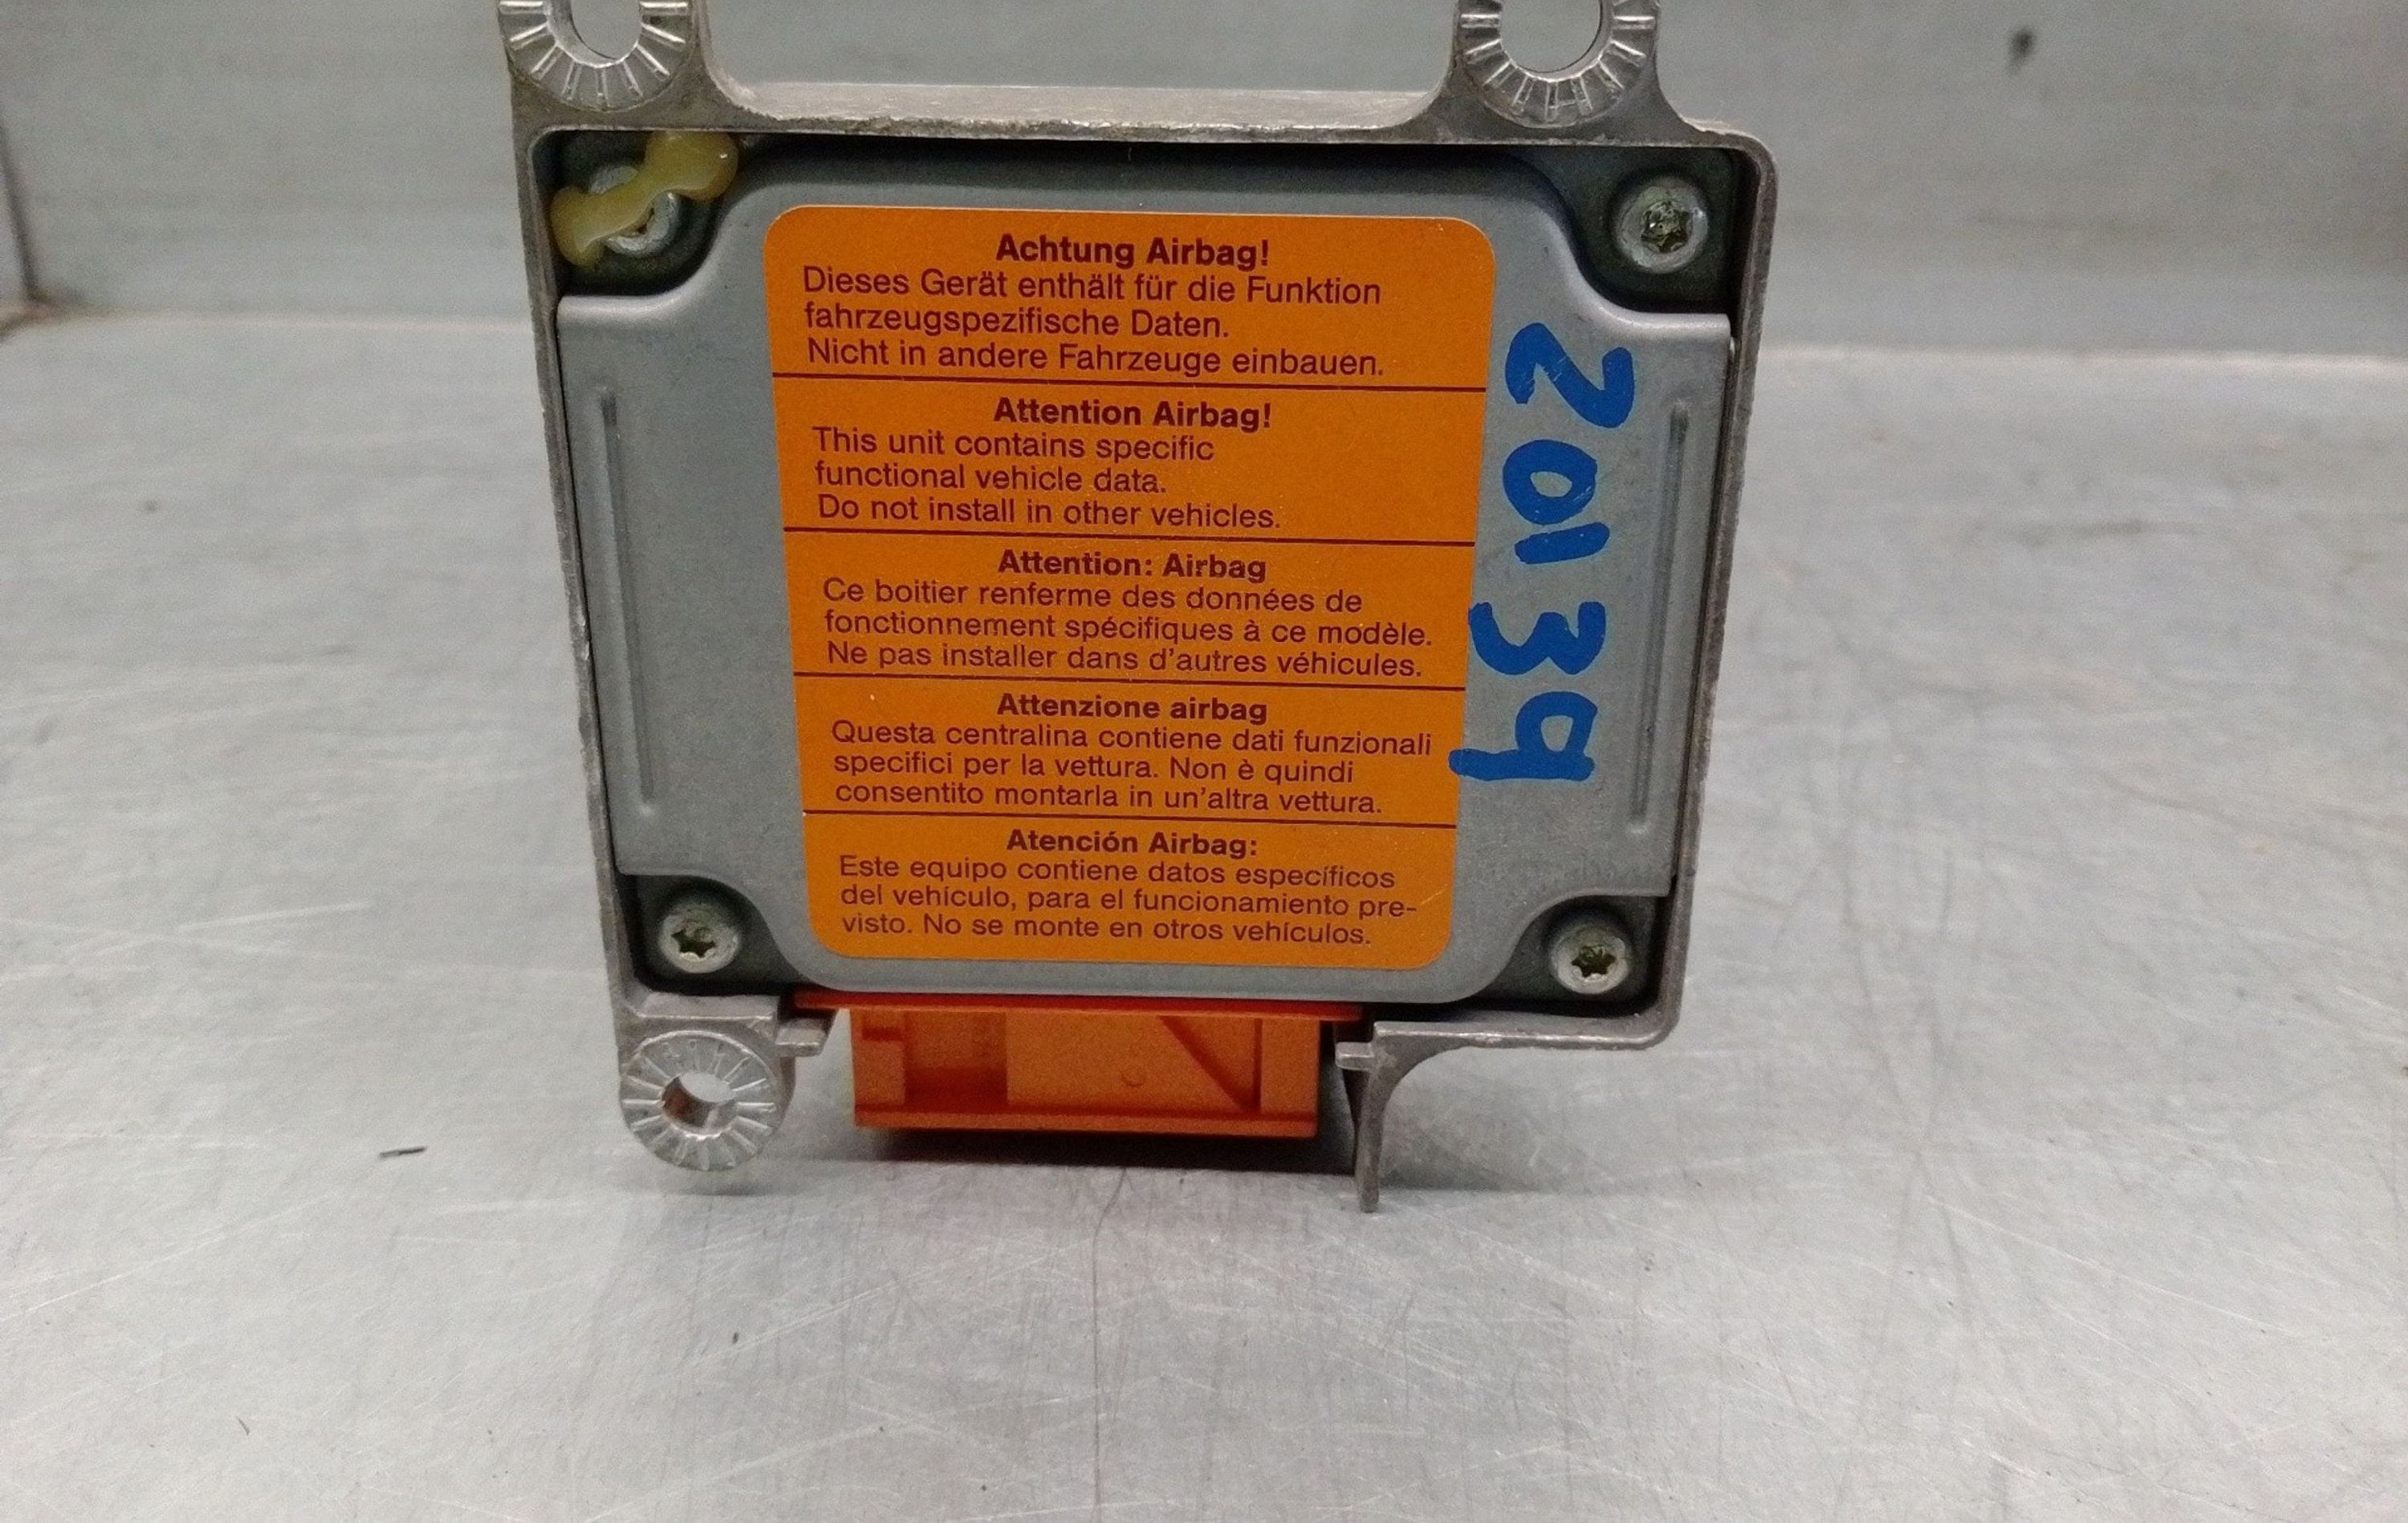 Achtung Airbag!
Dieses Gerät enthält für die Funktion
fahrzeugspezifische Daten.
Nicht in andere Fahrzeuge einbauen.
Attention Airbag!
This unit contains specific
functional vehicle data.
Do not install in other vehicles.
Attention: Airbag
Ce boitier renferme des données de
fonctionnement spécifiques à ce modèle.
Ne pas installer dans d'autres véhicules.
Attenzione airbag
Questa centralina contiene dati funzionali
specifici per la vettura. Non è quindi
consentito montarla in un'altra vettura.
Atención Airbag:
Este equipo contiene datos específicos
del vehículo, para el funcionamiento pre-
visto. No se monte en otros vehículos.
20139